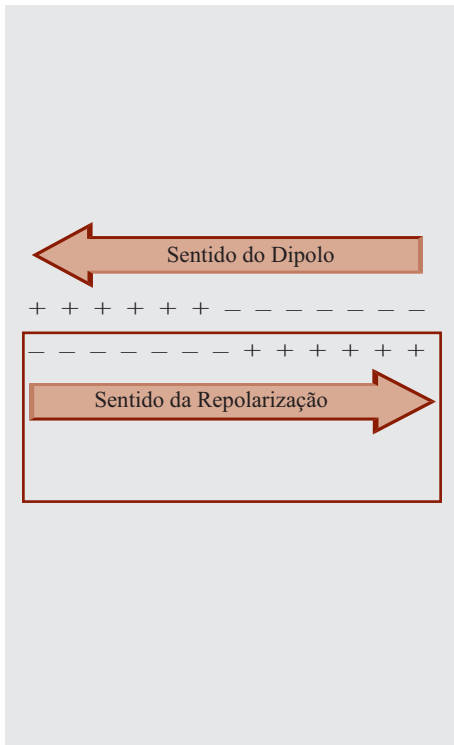 Sentido do Dipolo
+ + + + + + – – – – – – –
– – – – – – – + + + + + +
Sentido da Repolarização